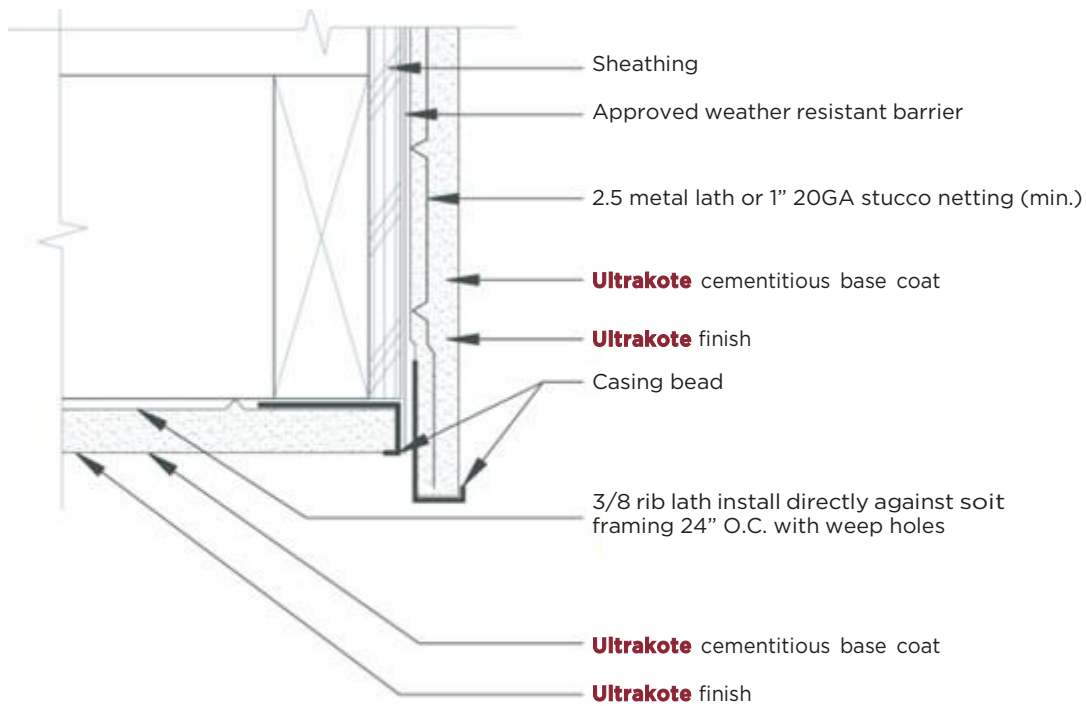 Sheathing
Approved weather resistant barrier
2.5 metal lath or 1” 20GA stucco netting (min.)
Ultrakote cementitious base coat
Ultrakote finish
Casing bead
3/8 rib lath install directly against soit
framing 24” O.C. with weep holes
Ultrakote cementitious base coat
Ultrakote finish